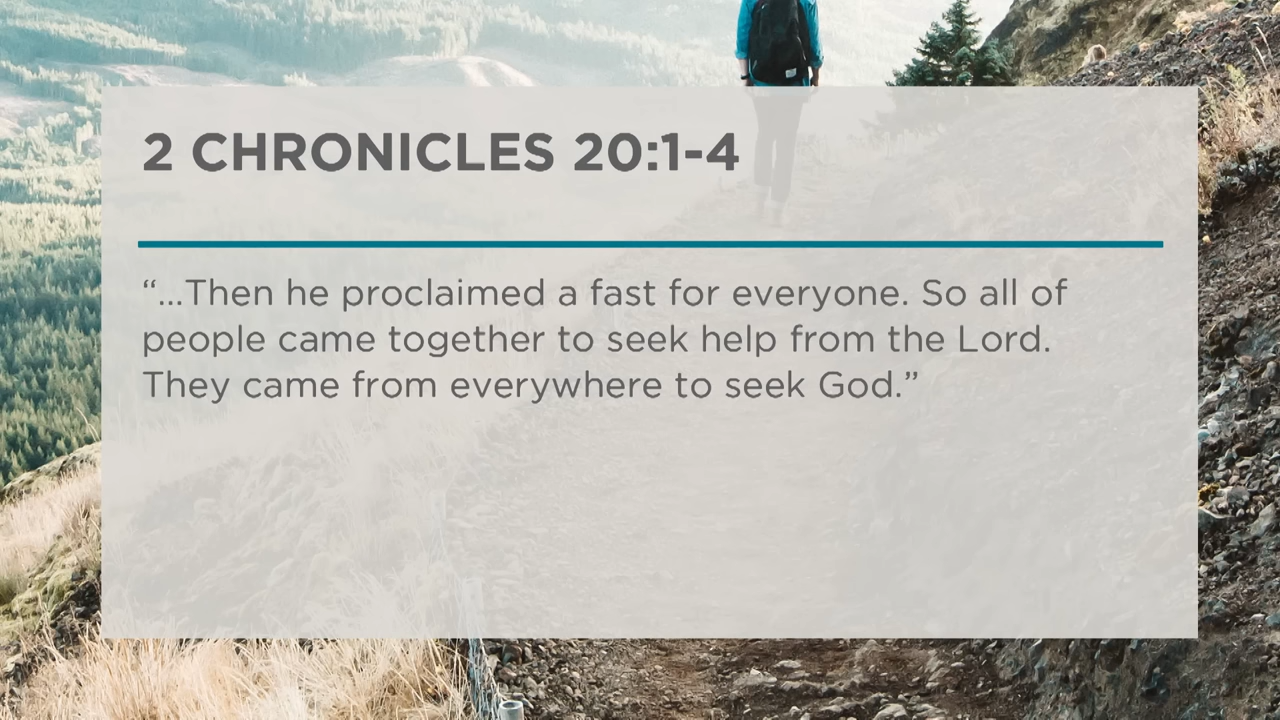 2 CHRONICLES 20:1-4
“...Then he proclaimed a fast for everyone. So all of
people came together to seek help from the Lord.
They came from everywhere to seek God.”